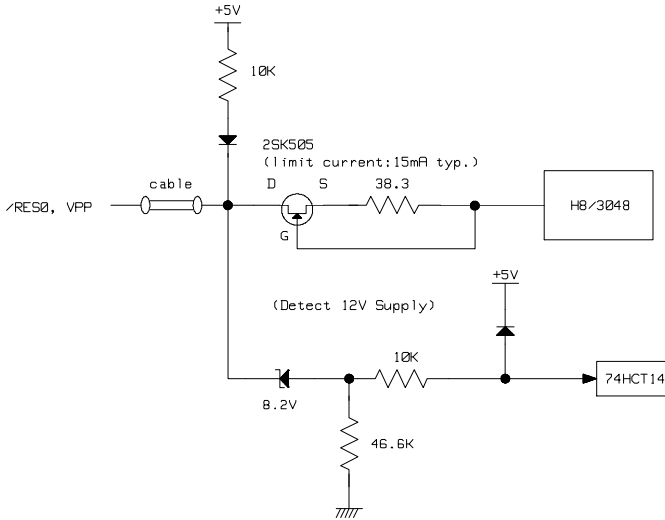 +5V
10K
2SK505
(limit current:15mA typ.)
cable
D
S
38.3
/RES0, VPP
H8/3048
G
+5V
(Detect 12V Supply)
10K
74HCT14
8.2V
46.6K